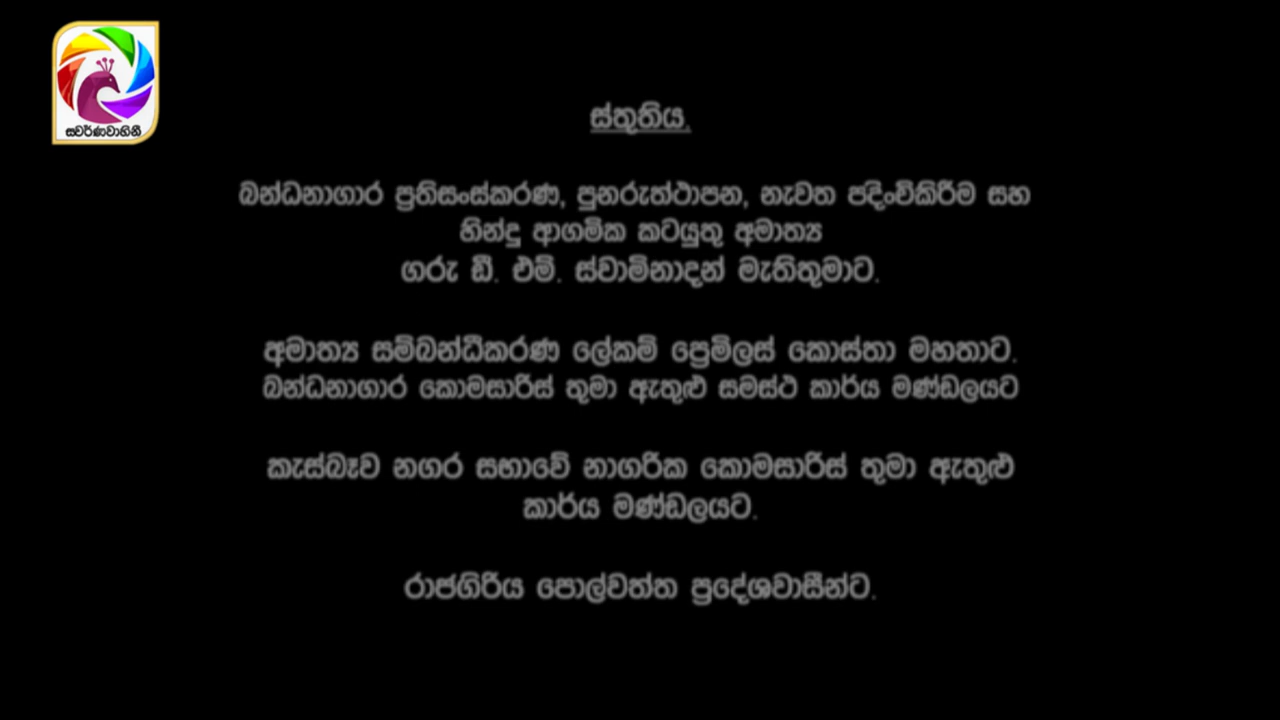 ස්වර්ණවාහිනී
ස්තූතිය.
බන්ධනාගාර ප්‍රතිසංස්කරණ, පුනරුත්ථාපන, නැවත පදිංචිකිරීම සහ
හින්දු ආගමික කටයුතු අමාත්‍ය
ගරු ඩී. එම්. ස්වාමිනාදන් මැතිතුමාට.
අමාත්‍ය සම්බන්ධීකරණ ලේකම් ප්‍රෙමිලස් කොස්තා මහතාට.
බන්ධනාගාර කොමසාරිස් තුමා ඇතුළු සමස්ථ කාර්ය මණ්ඩලයට
කැස්බෑව නගර සභාවේ නාගරික කොමසාරිස් තුමා ඇතුළු
කාර්ය මණ්ඩලයට.
රාජගිරිය පොල්වත්ත ප්‍රදේශවාසීන්ට.